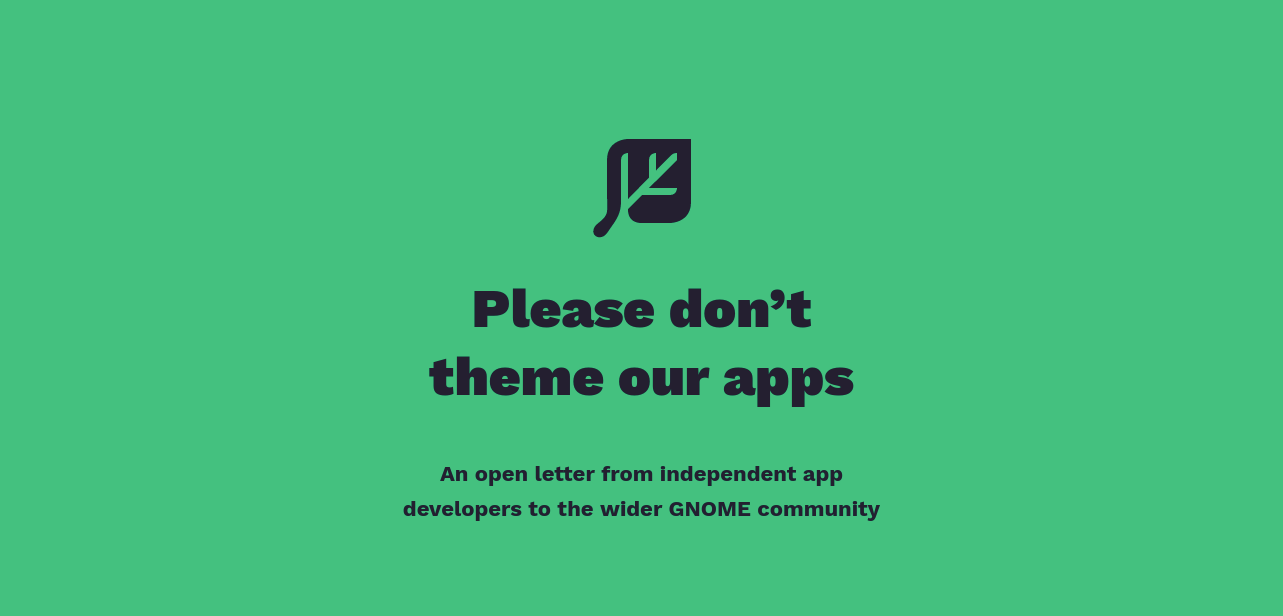 Please don’t
theme our apps
An open letter from independent app
developers to the wider GNOME community